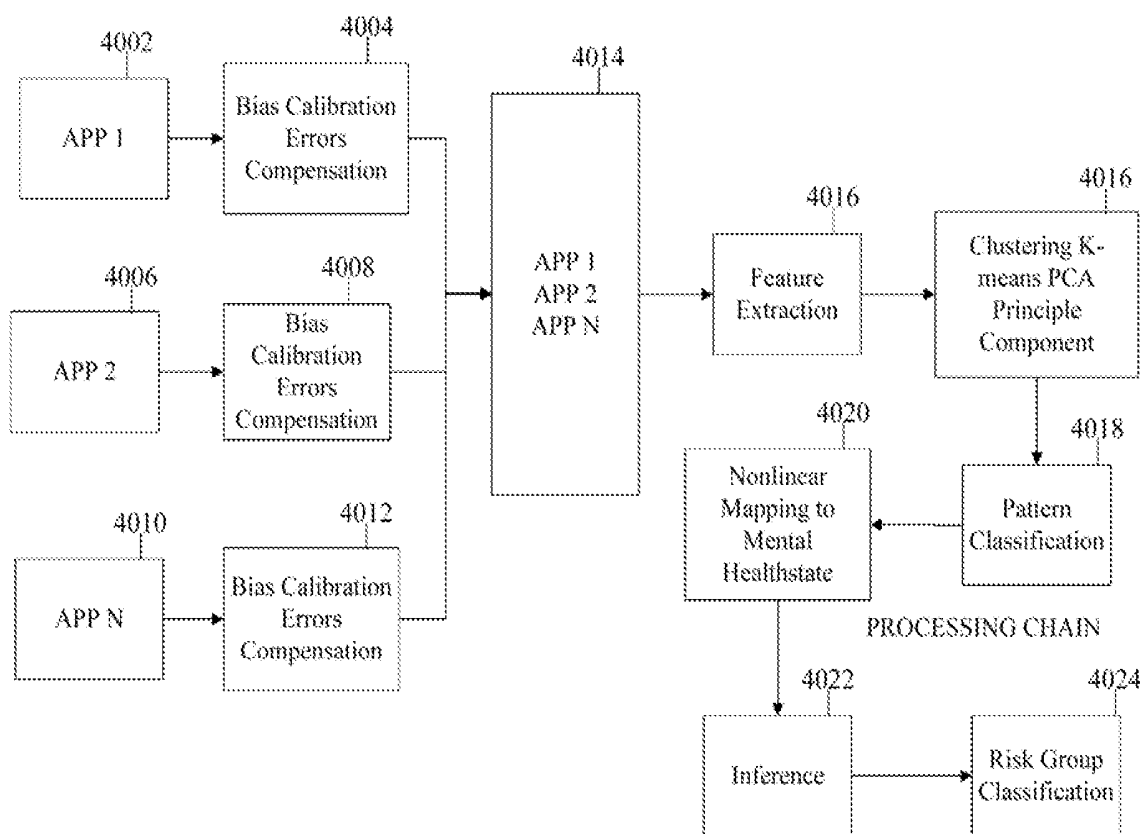 4002
APP 1
4004
Bias Calibration
Errors
Compensation
4006
APP 2
4008
Bias
Calibration
Errors
Compensation
4010
APP N
4012
Bias Calibration
Errors
Compensation
4014
APP 1
APP 2
APP N
4016
Feature
Extraction
4016
Clustering K-
means PCA
Principle
Component
4018
Pattern
Classification
4020
Nonlinear
Mapping to
Mental
Healthstate
PROCESSING CHAIN
4022
Inference
4024
Risk Group
Classification